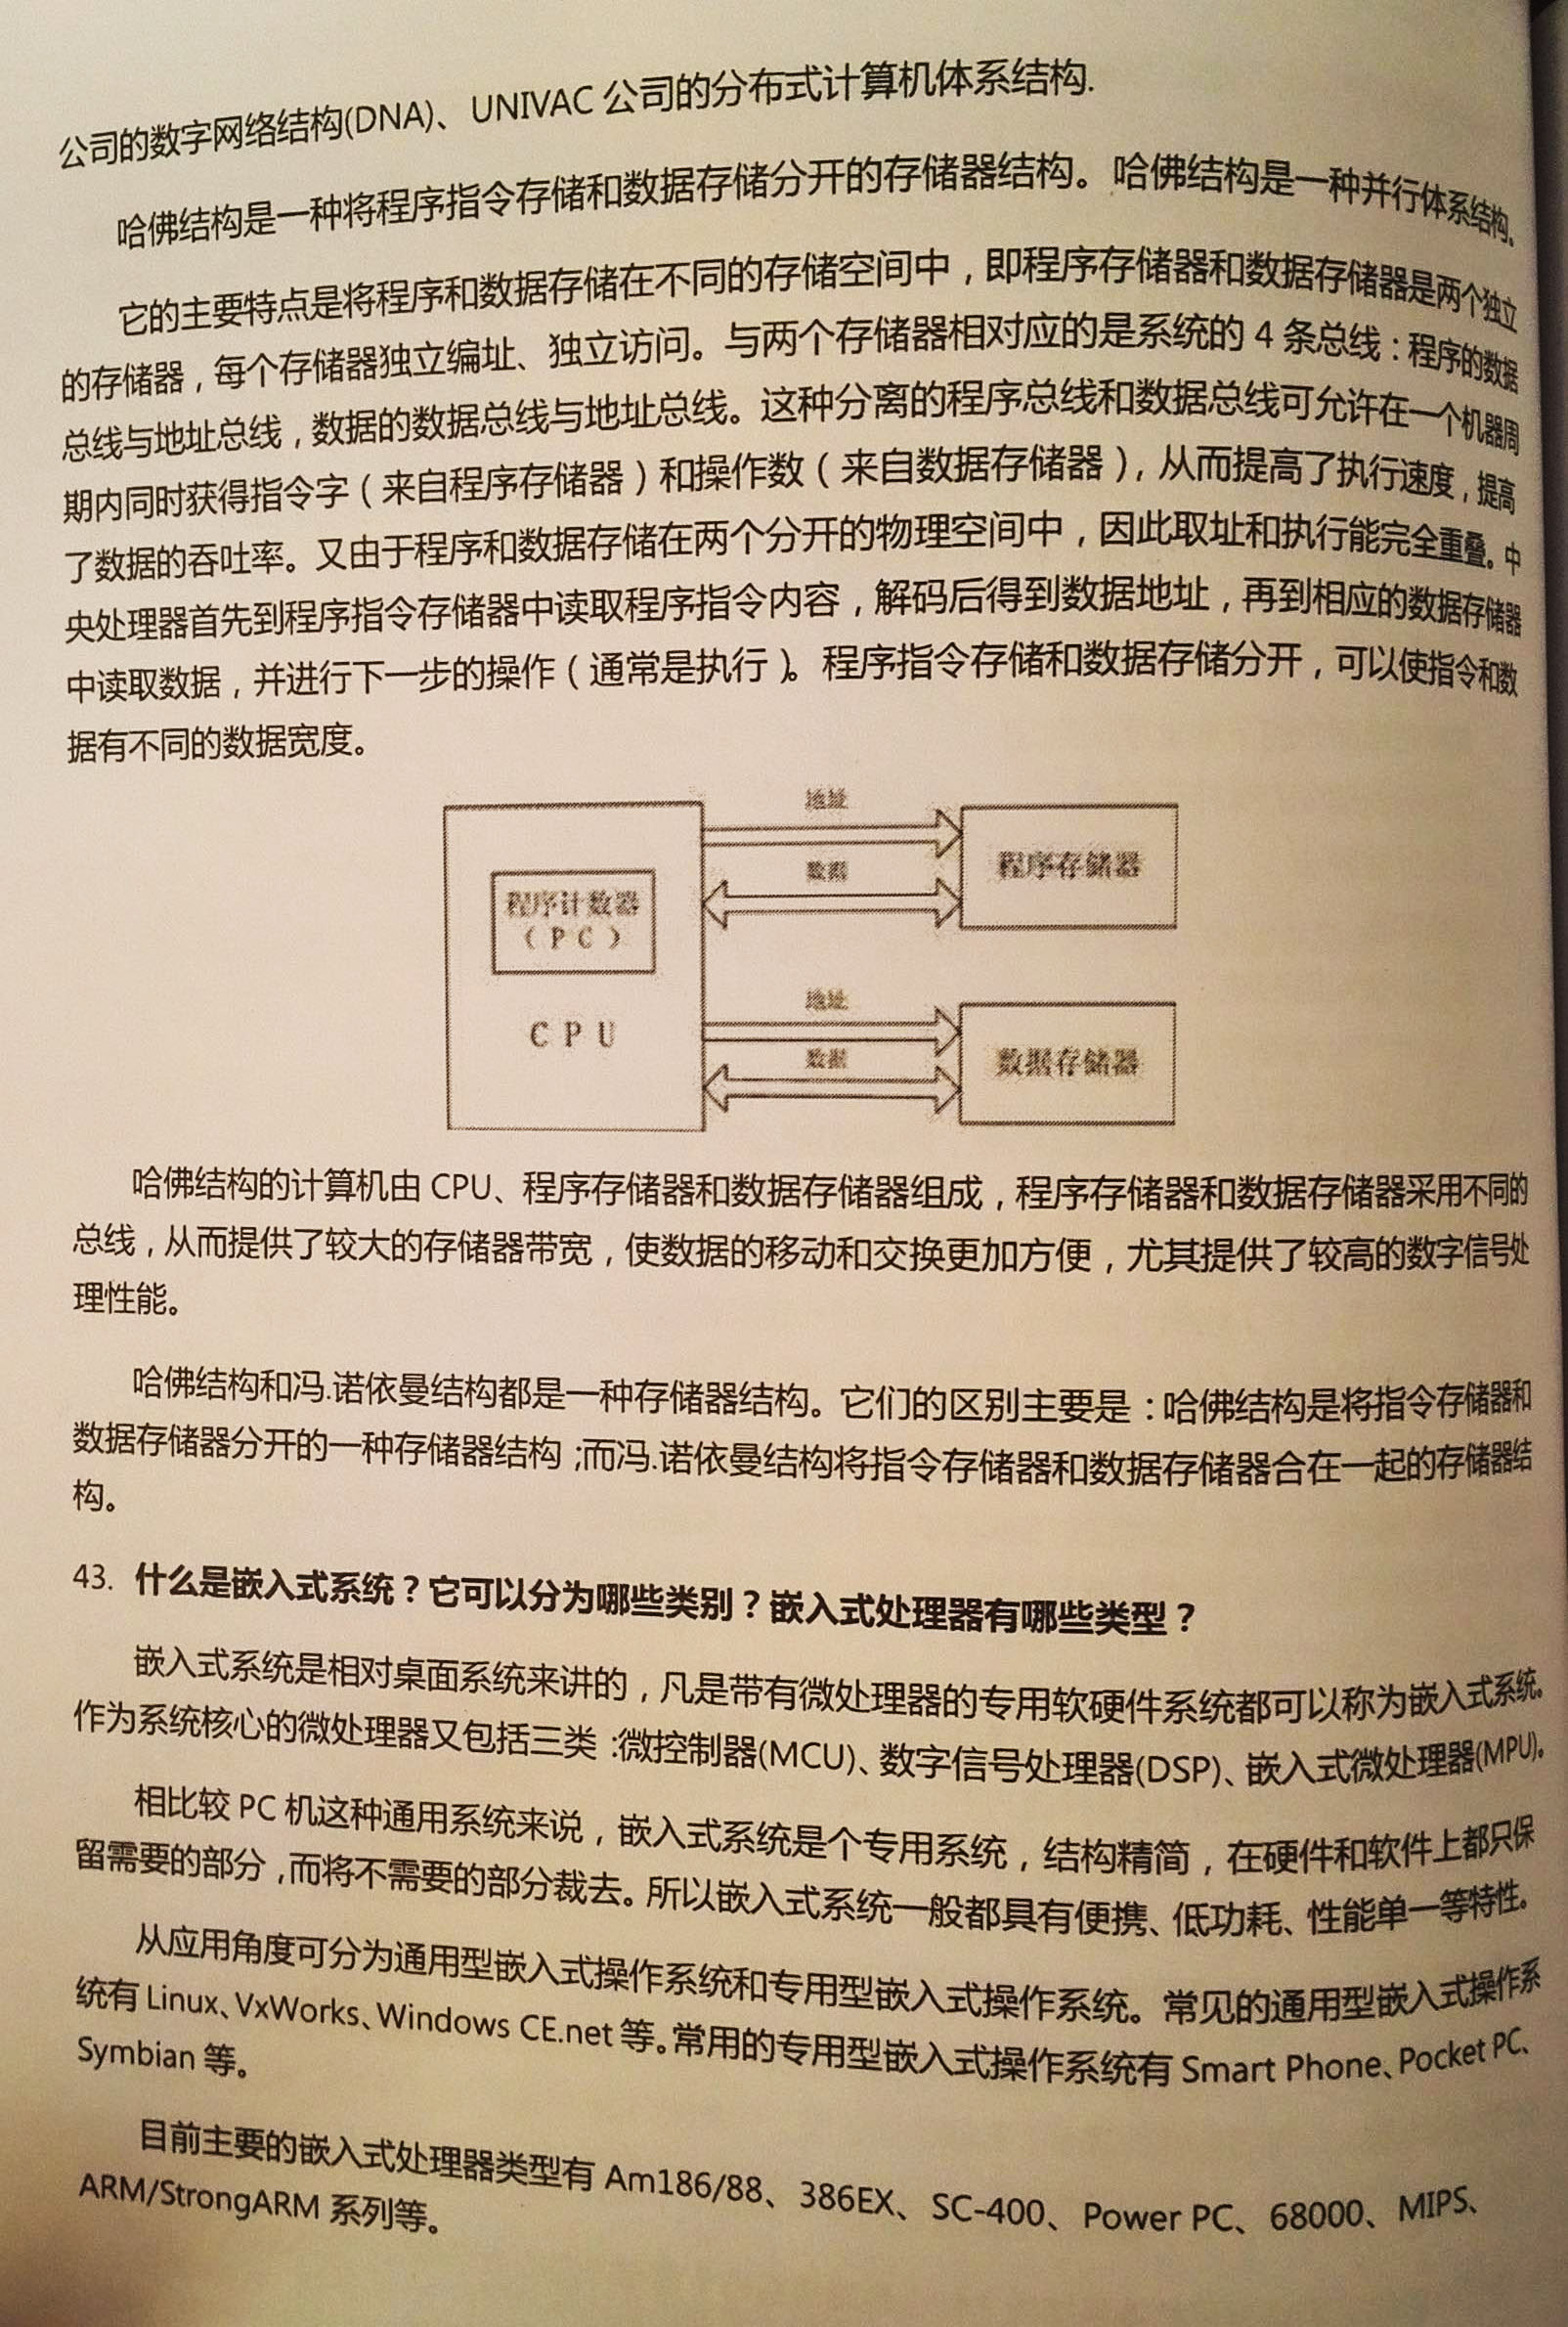 公司的数字网络结构(DNA)、UNIVAC 公司的分布式计算机体系结构.
哈佛结构是一种将程序指令存储和数据存储分开的存储器结构。哈佛结构是一种并行体系结构,
它的主要特点是将程序和数据存储在不同的存储空间中，即程序存储器和数据存储器是两个独立
的存储器，每个存储器独立编址、独立访问。与两个存储器相对应的是系统的 4 条总线：程序的数据
总线与地址总线，数据的数据总线与地址总线。这种分离的程序总线和数据总线可允许在一个机器周
期内同时获得指令字（来自程序存储器）和操作数（来自数据存储器），从而提高了执行速度，提高
了数据的吞吐率。又由于程序和数据存储在两个分开的物理空间中，因此取址和执行能完全重叠。中
央处理器首先到程序指令存储器中读取程序指令内容，解码后得到数据地址，再到相应的数据存储器
中读取数据，并进行下一步的操作（通常是执行）。程序指令存储和数据存储分开，可以使指令和数
据有不同的数据宽度。
地址
程序存储器
数据
程序计数器
（PC）
CPU
地址
数据存储器
数据
哈佛结构的计算机由 CPU、程序存储器和数据存储器组成，程序存储器和数据存储器采用不同的
总线，从而提供了较大的存储器带宽，使数据的移动和交换更加方便，尤其提供了较高的数字信号处
理性能。
哈佛结构和冯.诺依曼结构都是一种存储器结构。它们的区别主要是：哈佛结构是将指令存储器和
数据存储器分开的一种存储器结构；而冯.诺依曼结构将指令存储器和数据存储器合在一起的存储器结
构。
43. 什么是嵌入式系统？它可以分为哪些类别？嵌入式处理器有哪些类型？
嵌入式系统是相对桌面系统来讲的，凡是带有微处理器的专用软硬件系统都可以称为嵌入式系统。
作为系统核心的微处理器又包括三类：微控制器(MCU)、数字信号处理器(DSP)、嵌入式微处理器(MPU)。
相比较 PC 机这种通用系统来说，嵌入式系统是个专用系统，结构精简，在硬件和软件上都只保
留需要的部分，而将不需要的部分裁去。所以嵌入式系统一般都具有便携、低功耗、性能单一等特性。
从应用角度可分为通用型嵌入式操作系统和专用型嵌入式操作系统。常见的通用型嵌入式操作系
统有 Linux、VxWorks、Windows CE.net 等。常用的专用型嵌入式操作系统有 Smart Phone、Pocket PC、
Symbian 等。
目前主要的嵌入式处理器类型有 Am186/88、386EX、SC-400、Power PC、68000、MIPS、
ARM/StrongARM 系列等。